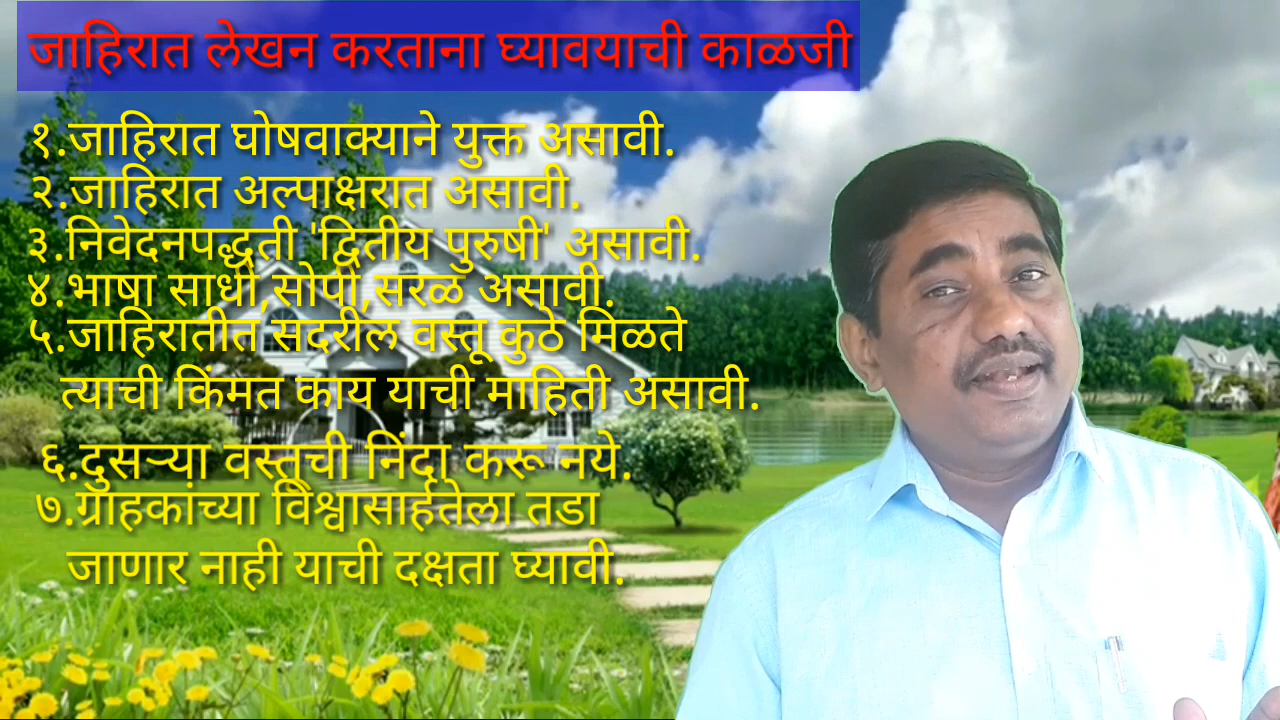 जाहिरात लेखन करताना घ्यावयाची काळजी
१.जाहिरात घोषवाक्याने युक्त असावी.
२.जाहिरात अल्पाक्षरात असावी.
३.निवेदनपद्धती 'द्वितीय पुरुषी' असावी.
४.भाषा साधी,सोपी,सरळ असावी.
५.जाहिरातीत सदरील वस्तू कुठे मिळते
त्याची किंमत काय याची माहिती असावी.
६.दुसऱ्या वस्तूची निंदा करू नये.
७.ग्राहकांच्या विश्वासार्हतेला तडा
जाणार नाही याची दक्षता घ्यावी.